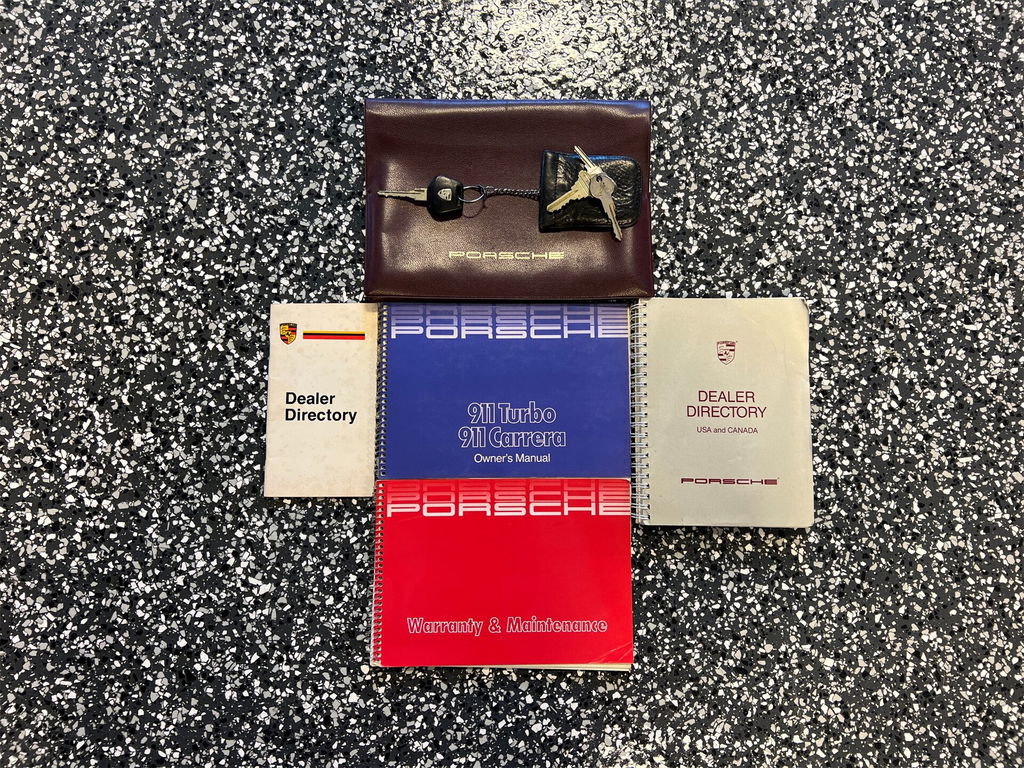 PORSCHE
Dealer
Directory
PORSCHE
911 Turbo
911 Carrera
Owner's Manual
DEALER
DIRECTORY
USA and CANADA
PORSCHE
PORSCHE
Warranty & Maintenance